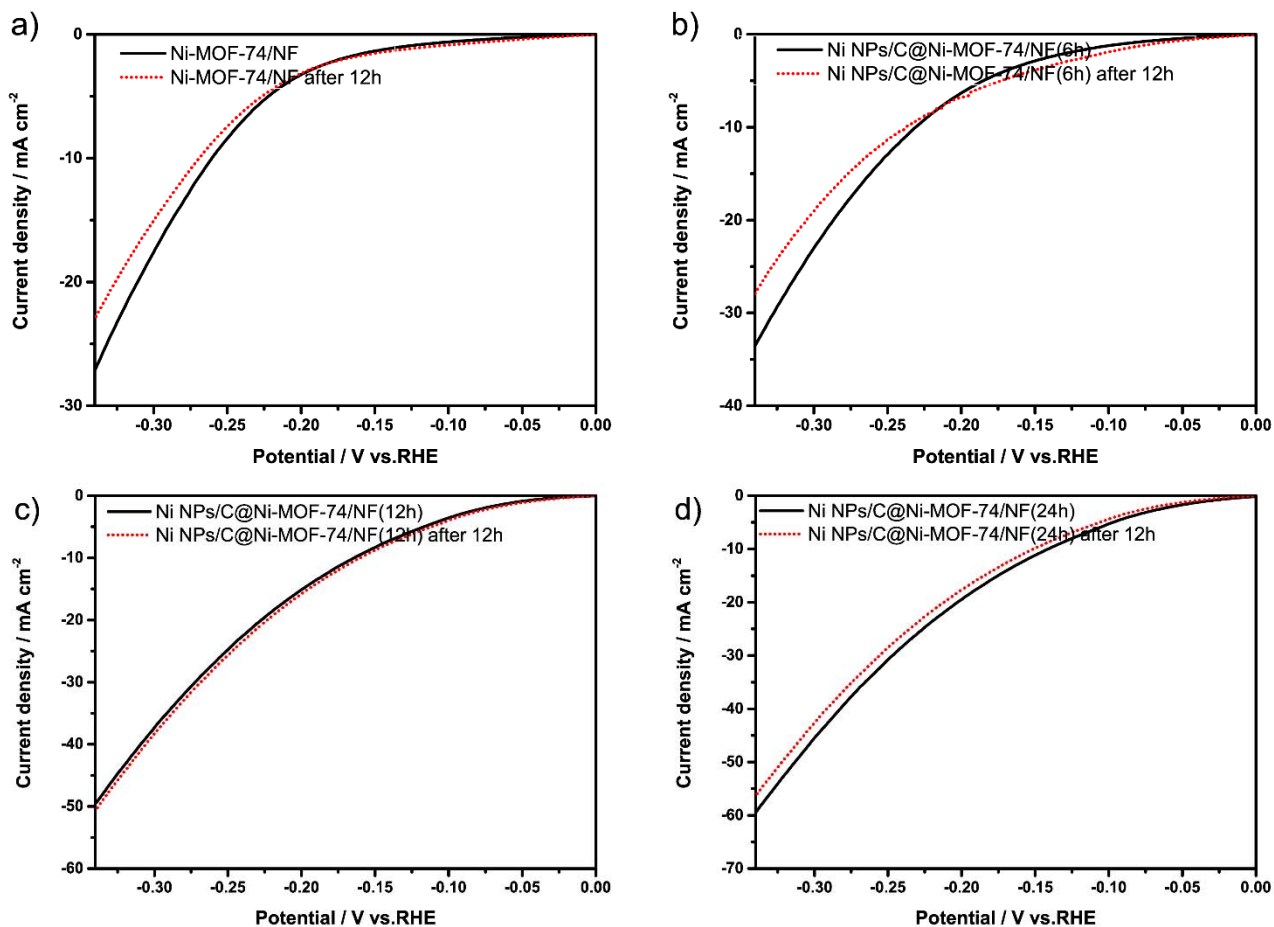 a)
Ni-MOF-74/NF
Ni-MOF-74/NF after 12h
0
-10
-20
-30
Current density / mA cm⁻²
-0.30 -0.25 -0.20 -0.15 -0.10 -0.05 0.00
Potential / V vs.RHE
b)
Ni NPs/C@Ni-MOF-74/NF(6h)
Ni NPs/C@Ni-MOF-74/NF(6h) after 12h
0
-10
-20
-30
-40
Current density / mA cm⁻²
-0.30 -0.25 -0.20 -0.15 -0.10 -0.05 0.00
Potential / V vs.RHE
c)
Ni NPs/C@Ni-MOF-74/NF(12h)
Ni NPs/C@Ni-MOF-74/NF(12h) after 12h
0
-10
-20
-30
-40
-50
-60
Current density / mA cm⁻²
-0.30 -0.25 -0.20 -0.15 -0.10 -0.05 0.00
Potential / V vs.RHE
d)
Ni NPs/C@Ni-MOF-74/NF(24h)
Ni NPs/C@Ni-MOF-74/NF(24h) after 12h
0
-10
-20
-30
-40
-50
-60
-70
Current density / mA cm⁻²
-0.30 -0.25 -0.20 -0.15 -0.10 -0.05 0.00
Potential / V vs.RHE